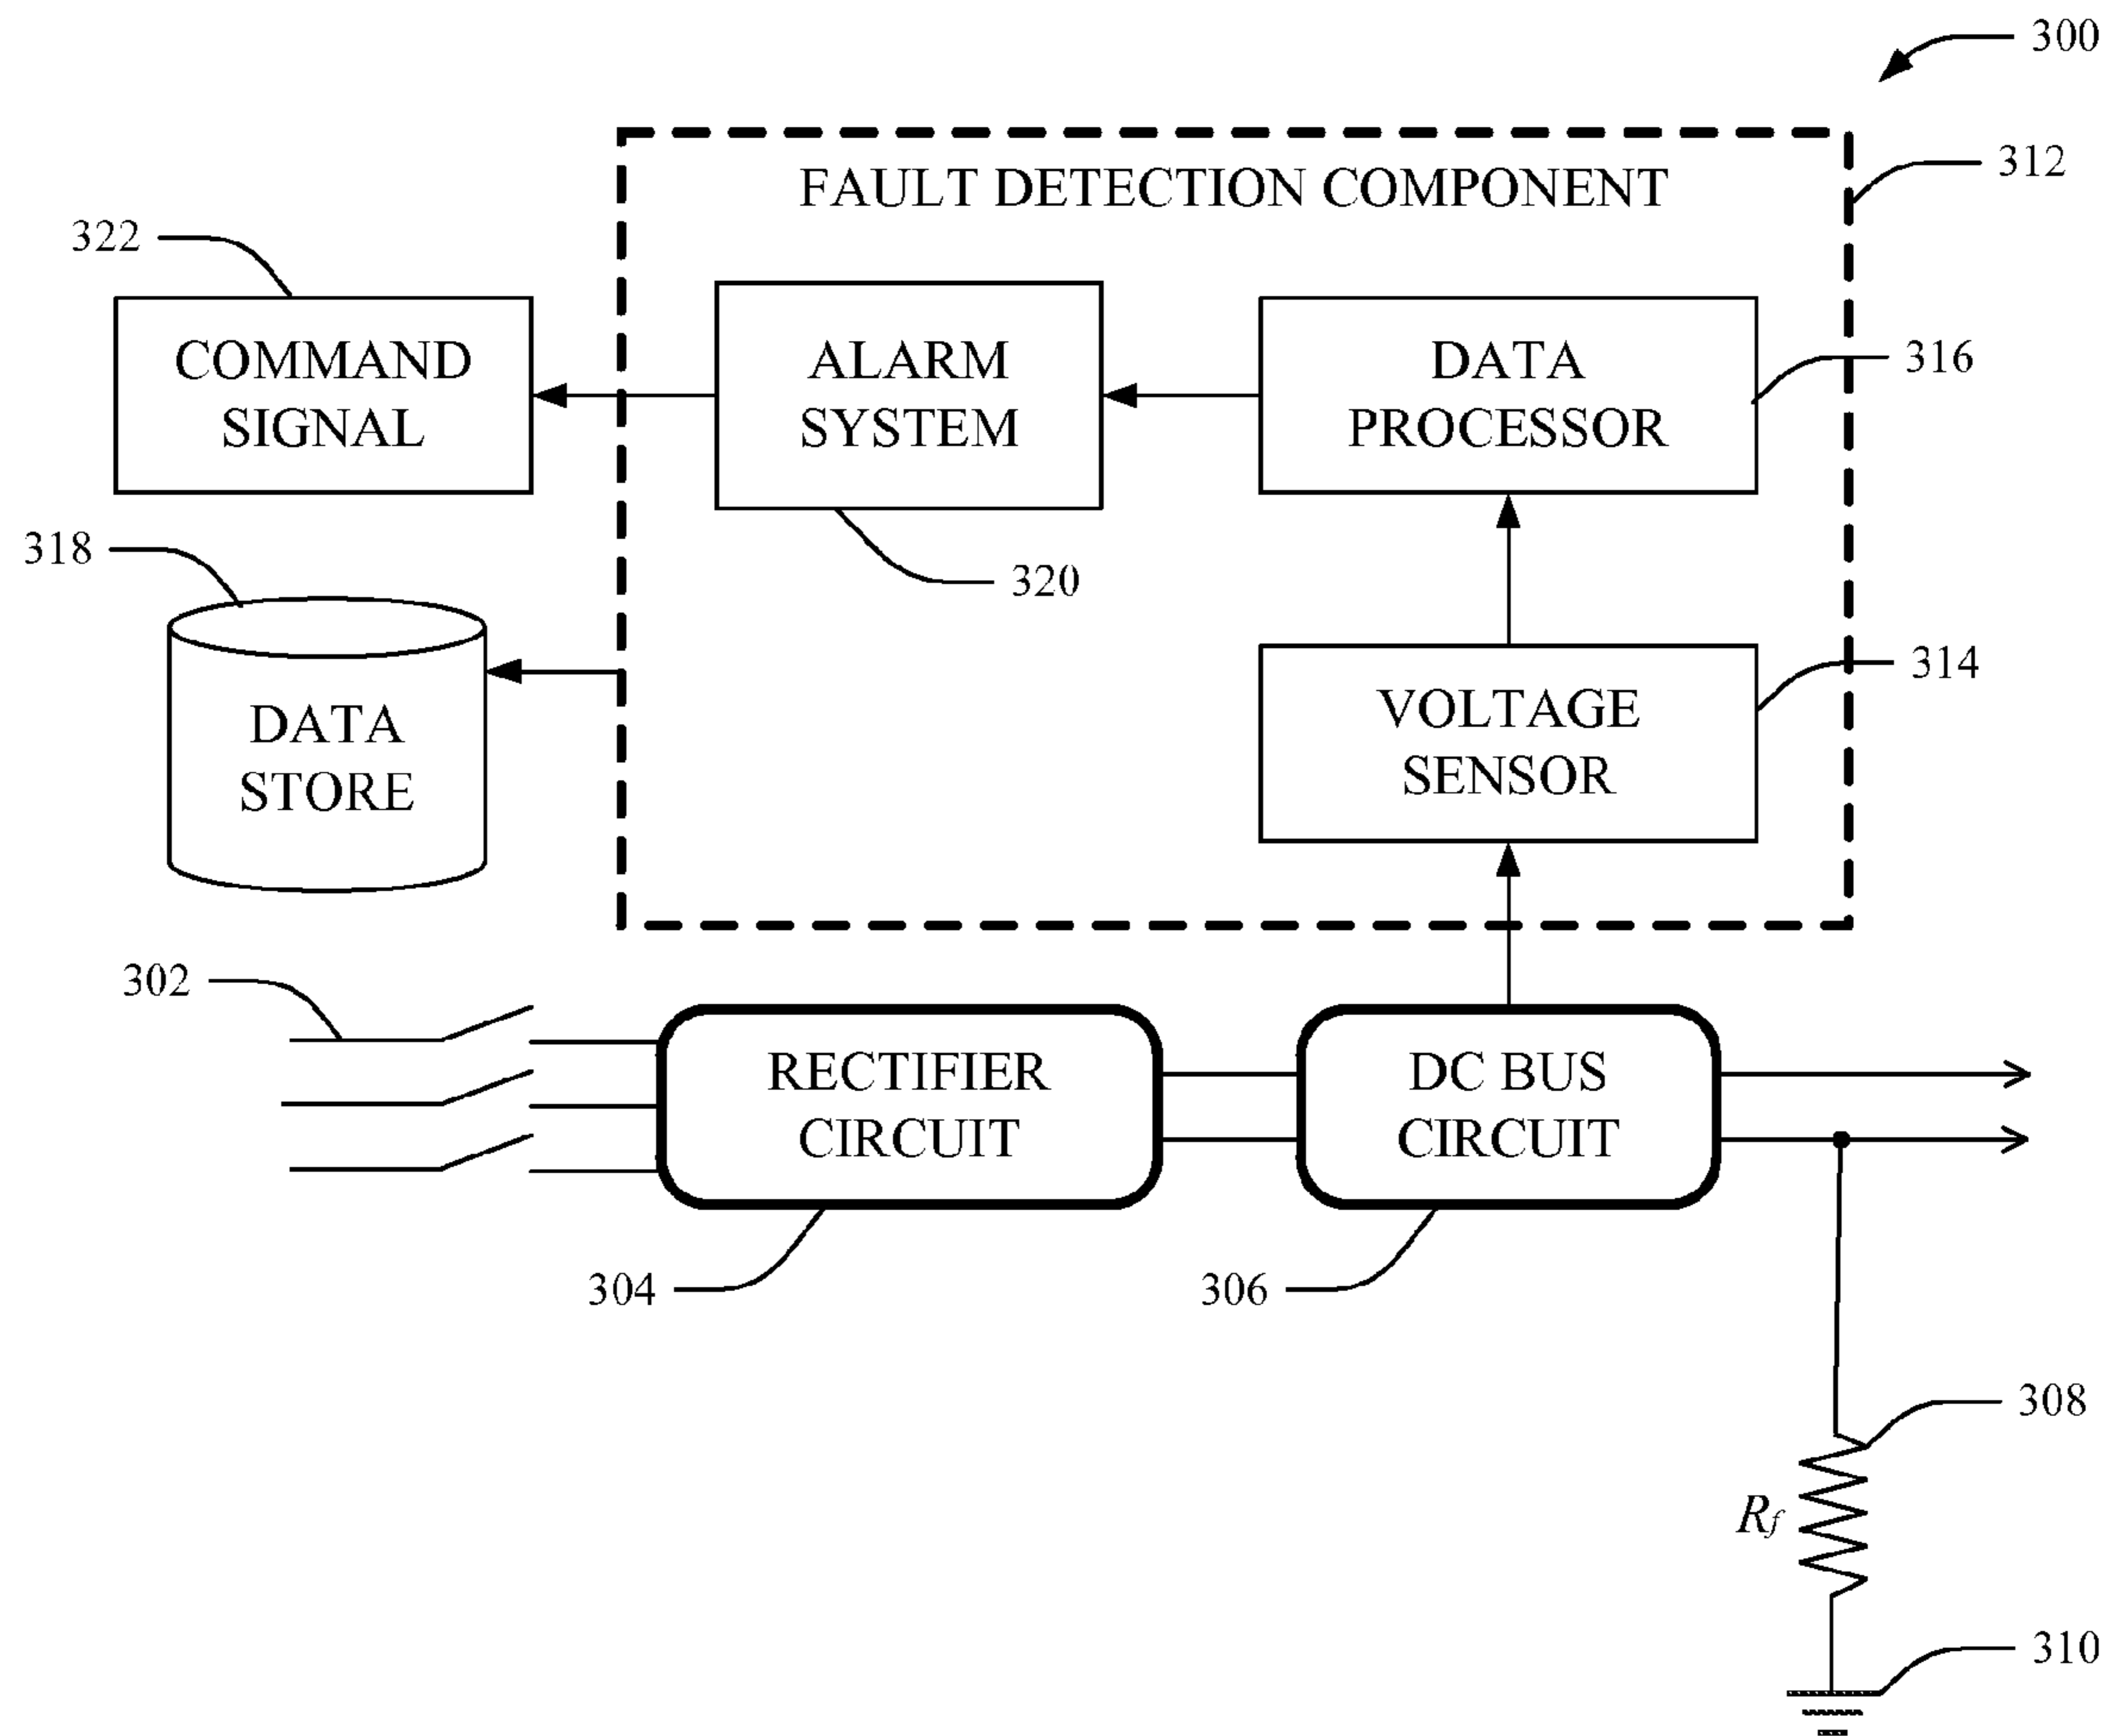 300
312
FAULT DETECTION COMPONENT
322
COMMAND
SIGNAL
ALARM
SYSTEM
DATA
PROCESSOR
316
318
320
DATA
STORE
VOLTAGE
SENSOR
314
302
RECTIFIER
CIRCUIT
DC BUS
CIRCUIT
304
306
308
Rf
310